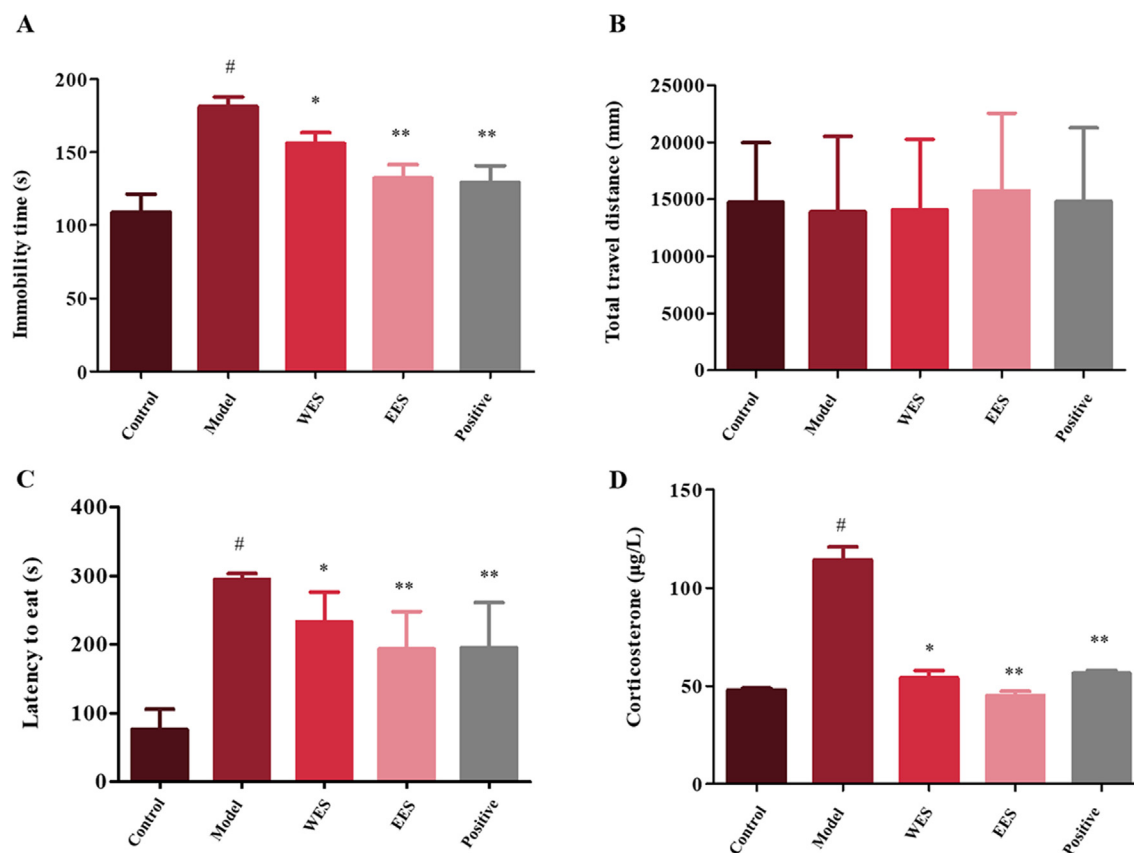 A
Immobility time (s)
200
150
100
50
0
#
*
**
**
Control
Model
WES
EES
Positive
B
Total travel distance (mm)
25000
20000
15000
10000
5000
0
Control
Model
WES
EES
Positive
C
Latency to eat (s)
400
300
200
100
0
#
*
**
**
Control
Model
WES
EES
Positive
D
Corticosterone (µg/L)
150
100
50
0
#
*
**
**
Control
Model
WES
EES
Positive